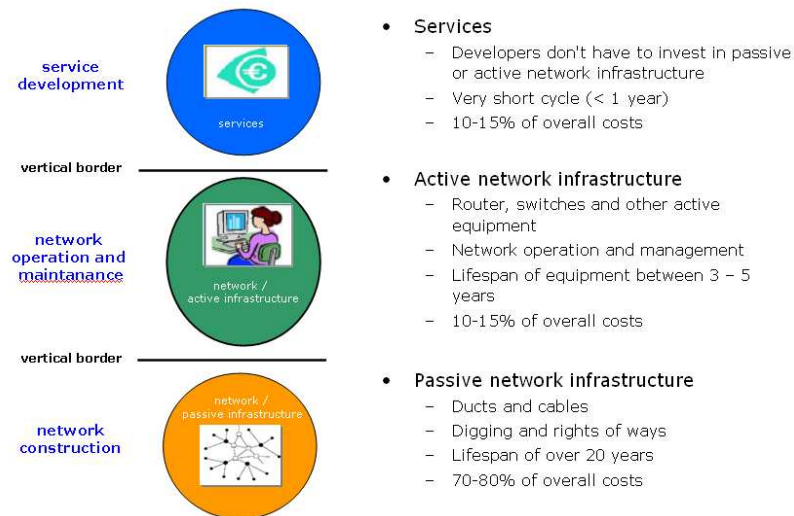 service
development
services
• Services
– Developers don't have to invest in passive
or active network infrastructure
– Very short cycle (< 1 year)
– 10-15% of overall costs
vertical border
network
operation and
maintanance
network /
active infrastructure
• Active network infrastructure
– Router, switches and other active
equipment
– Network operation and management
– Lifespan of equipment between 3 – 5
years
– 10-15% of overall costs
vertical border
network
construction
network /
passive infrastructure
• Passive network infrastructure
– Ducts and cables
– Digging and rights of ways
– Lifespan of over 20 years
– 70-80% of overall costs